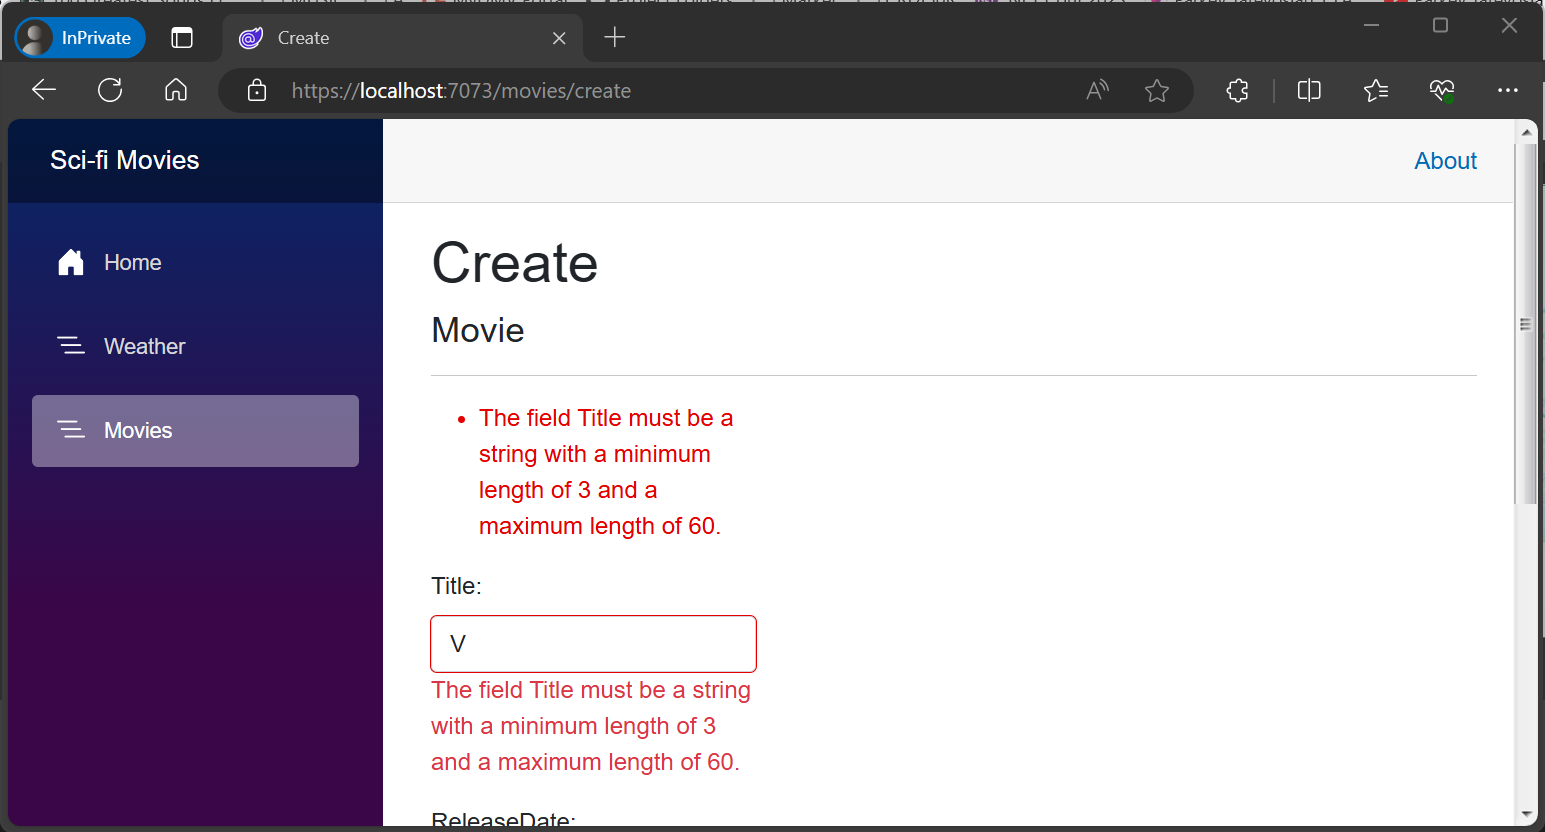 InPrivate
Create
https://localhost:7073/movies/create
Sci-fi Movies
About
Home
Weather
Movies
Create
Movie
The field Title must be a
string with a minimum
length of 3 and a
maximum length of 60.
Title:
V
The field Title must be a string
with a minimum length of 3
and a maximum length of 60.
ReleaseDate: